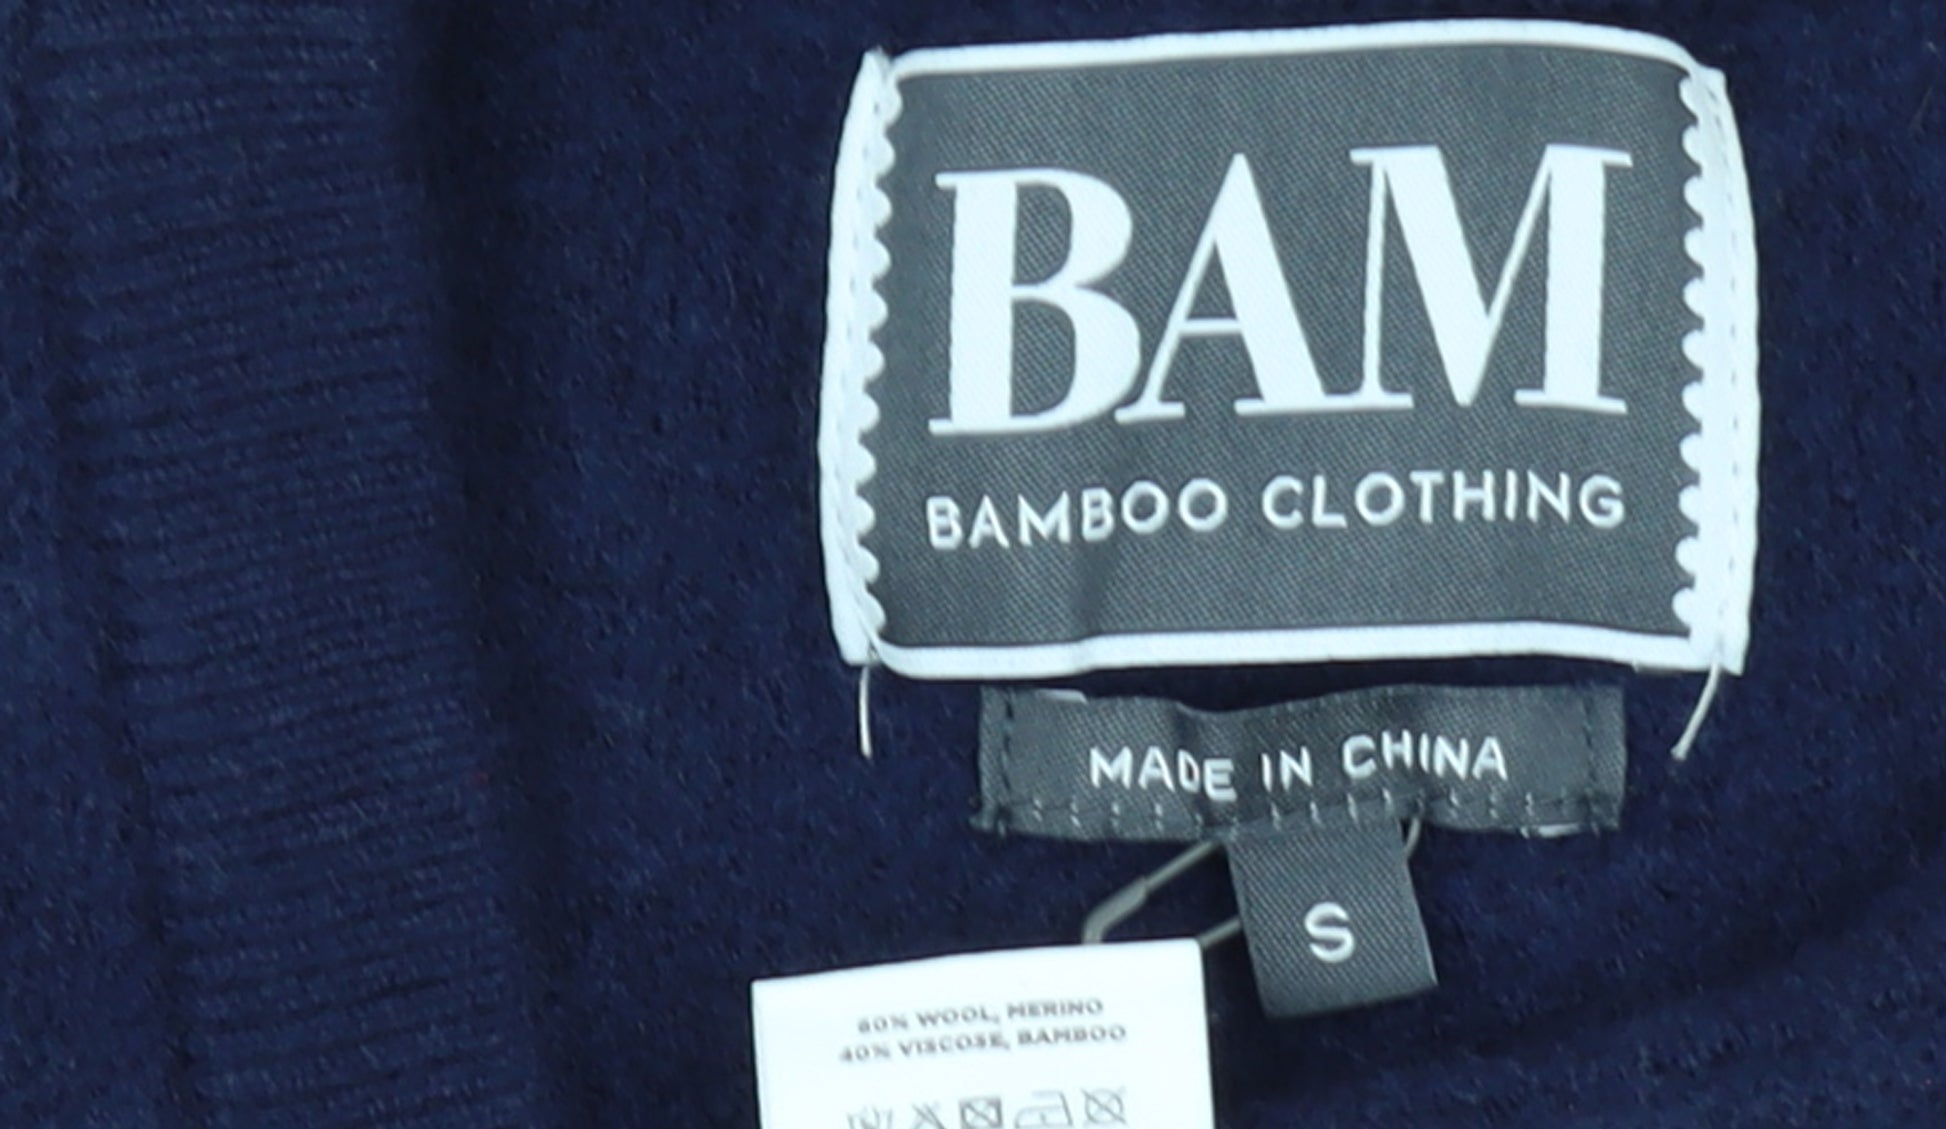 BAM
BAMBOO CLOTHING
MADE IN CHINA
S
60% WOOL, MERINO
40% VISCOSE, BAMBOO